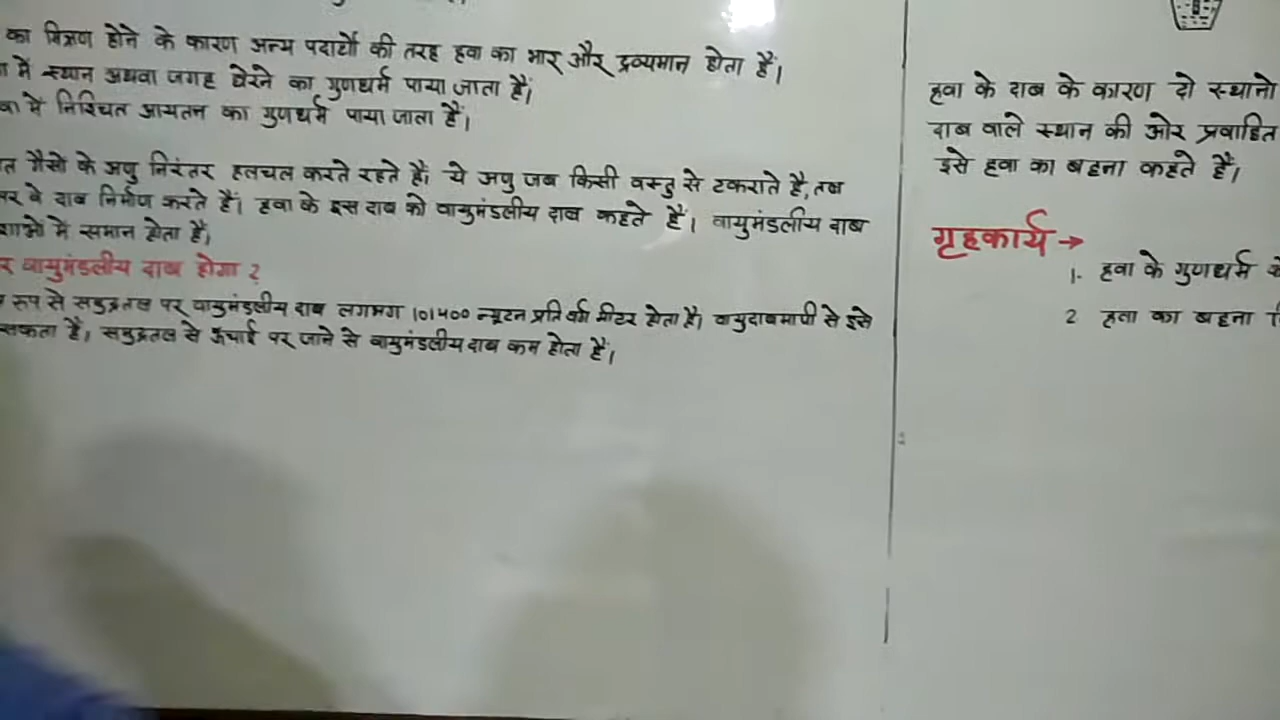 का मिश्रण होने के कारण अन्य पदार्थो की तरह हवा का भार और द्रव्यमान होता है।
में स्थान अथवा जगह घेरने का गुणधर्म पाया जाता है।
में निश्चित आयतन का गुणधर्म पाया जाता है।
गैसो के अणु निरंतर हलचल करते रहते है। ये अणु जब किसी वस्तु से टकराते है, तब
पर वे दाब निर्माण करते है। हवा के इस दाब को वायुमंडलीय दाब कहते है। वायुमंडलीय दाब
में समान होता है।
वायुमंडलीय दाब होगा ?
रूप से समुद्रतल पर वायुमंडलीय दाब लगभग 101400 न्यूटन प्रति वर्ग मीटर होता है। वायुदाबमापी से इसे
सकता है। समुद्रतल से ऊंचाई पर जाने से वायुमंडलीय दाब कम होता है।
हवा के दाब के कारण दो स्थानो
दाब वाले स्थान की ओर प्रवाहित
इसे हवा का बहना कहते है।
गृहकार्य →
1. हवा के गुणधर्म
2 हवा का बहना